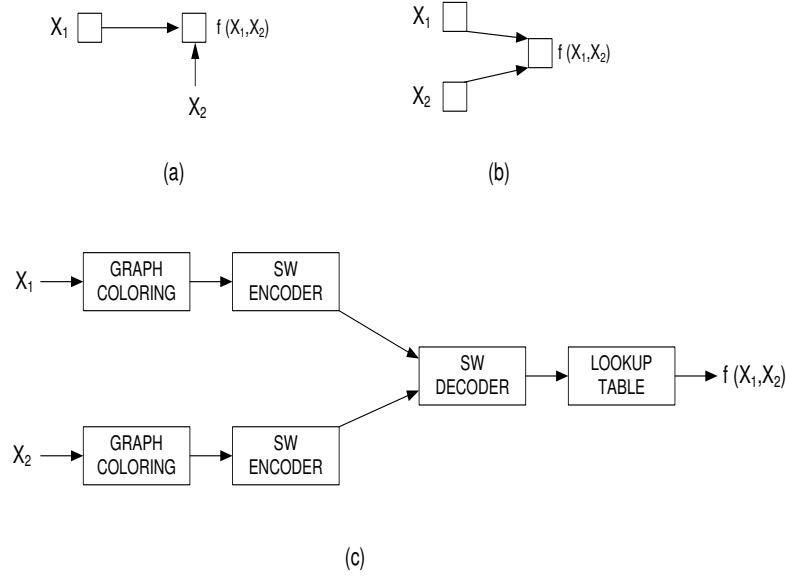 X1
f (X1,X2)
X2
(a)
X1
X2
f (X1,X2)
(b)
X1
GRAPH
COLORING
SW
ENCODER
SW
DECODER
LOOKUP
TABLE
f (X1,X2)
X2
GRAPH
COLORING
SW
ENCODER
(c)